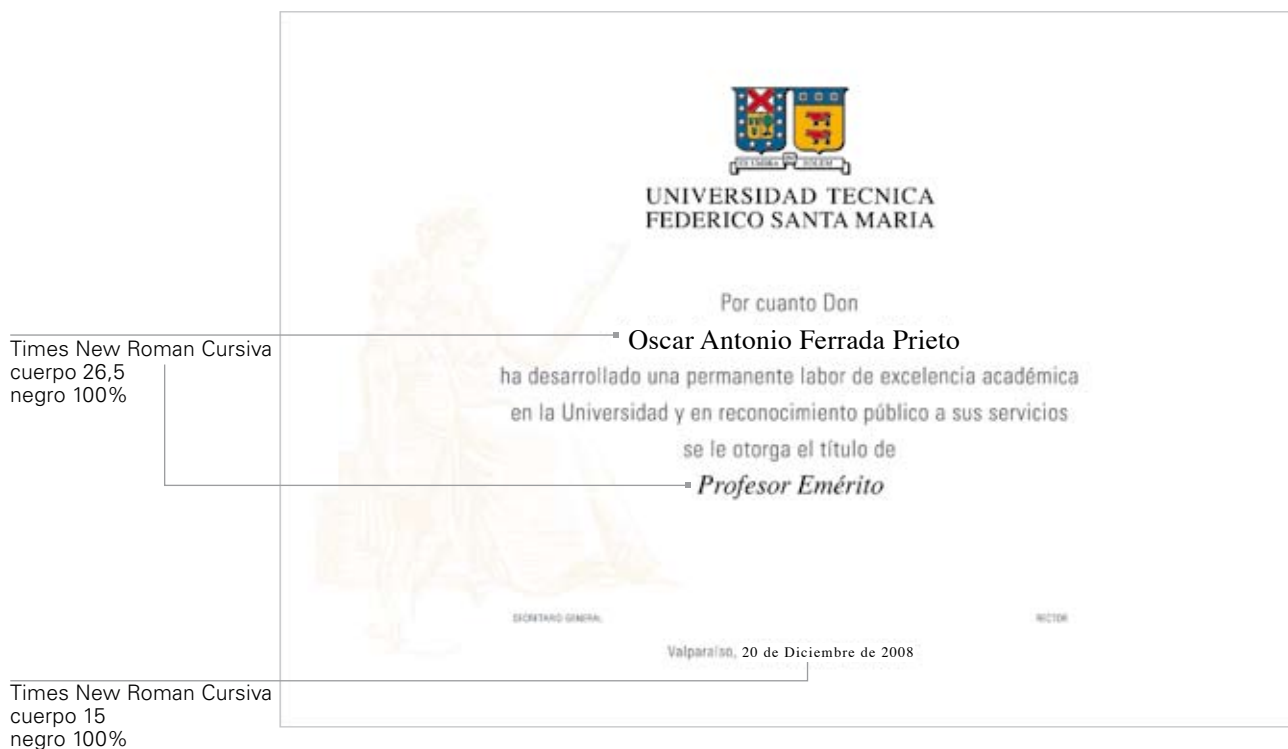 UNIVERSIDAD TECNICA
FEDERICO SANTA MARIA
Por cuanto Don
Oscar Antonio Ferrada Prieto
ha desarrollado una permanente labor de excelencia académica
en la Universidad y en reconocimiento público a sus servicios
se le otorga el título de
Profesor Emérito
SECRETARIO GENERAL
RECTOR
Valparaíso, 20 de Diciembre de 2008
Times New Roman Cursiva
cuerpo 26,5
negro 100%
Times New Roman Cursiva
cuerpo 15
negro 100%